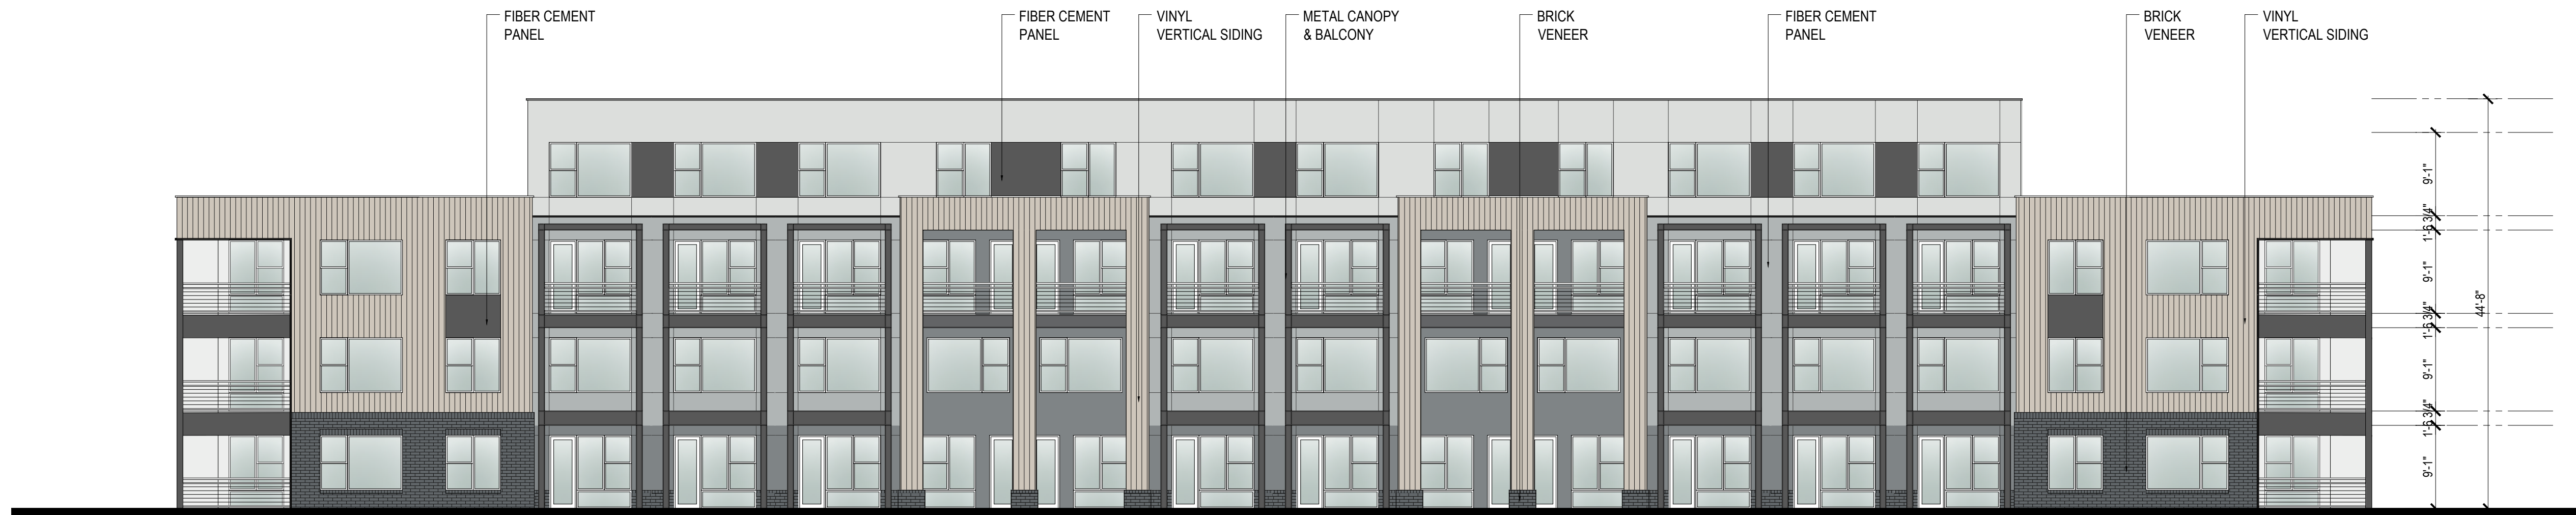 FIBER CEMENT
PANEL
FIBER CEMENT
PANEL
VINYL
VERTICAL SIDING
METAL CANOPY
& BALCONY
BRICK
VENEER
FIBER CEMENT
PANEL
BRICK
VENEER
VINYL
VERTICAL SIDING
9'-1"
1'-6 3/4"
9'-1"
1'-6 3/4"
9'-1"
1'-6 3/4"
9'-1"
44'-8"